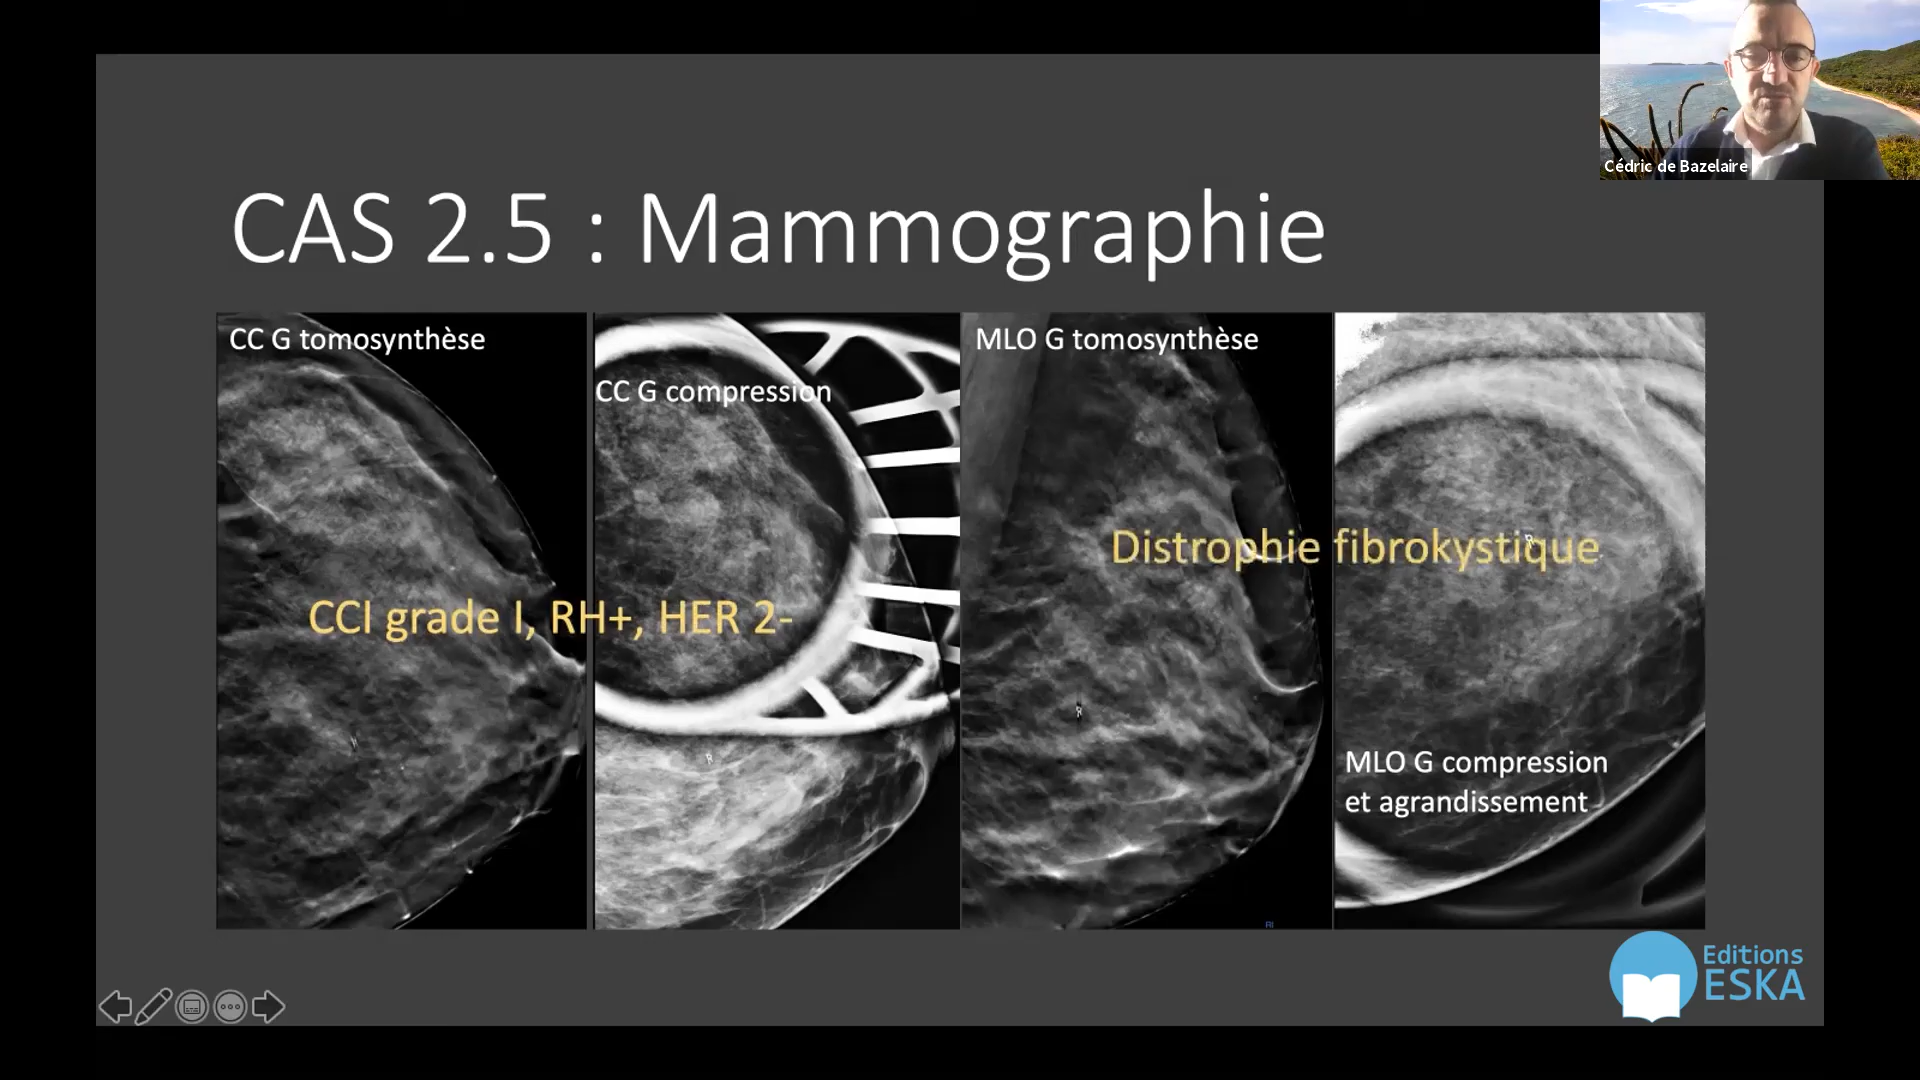 Cédric de Bazelaire
CAS 2.5 : Mammographie
CC G tomosynthèse
CC G compression
MLO G tomosynthèse
Distrophie fibrokystique
CCI grade I, RH+, HER 2-
R
R
R
MLO G compression
et agrandissement
Editions
ESKA